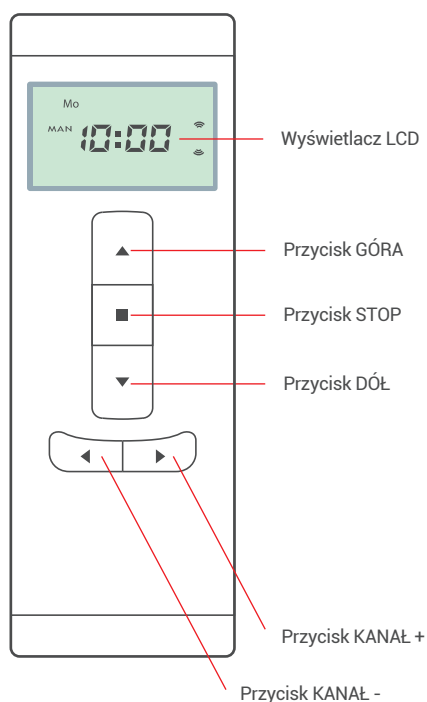 Mo
MAN 10:00
Wyświetlacz LCD
Przycisk GÓRA
Przycisk STOP
Przycisk DÓŁ
Przycisk KANAŁ +
Przycisk KANAŁ -